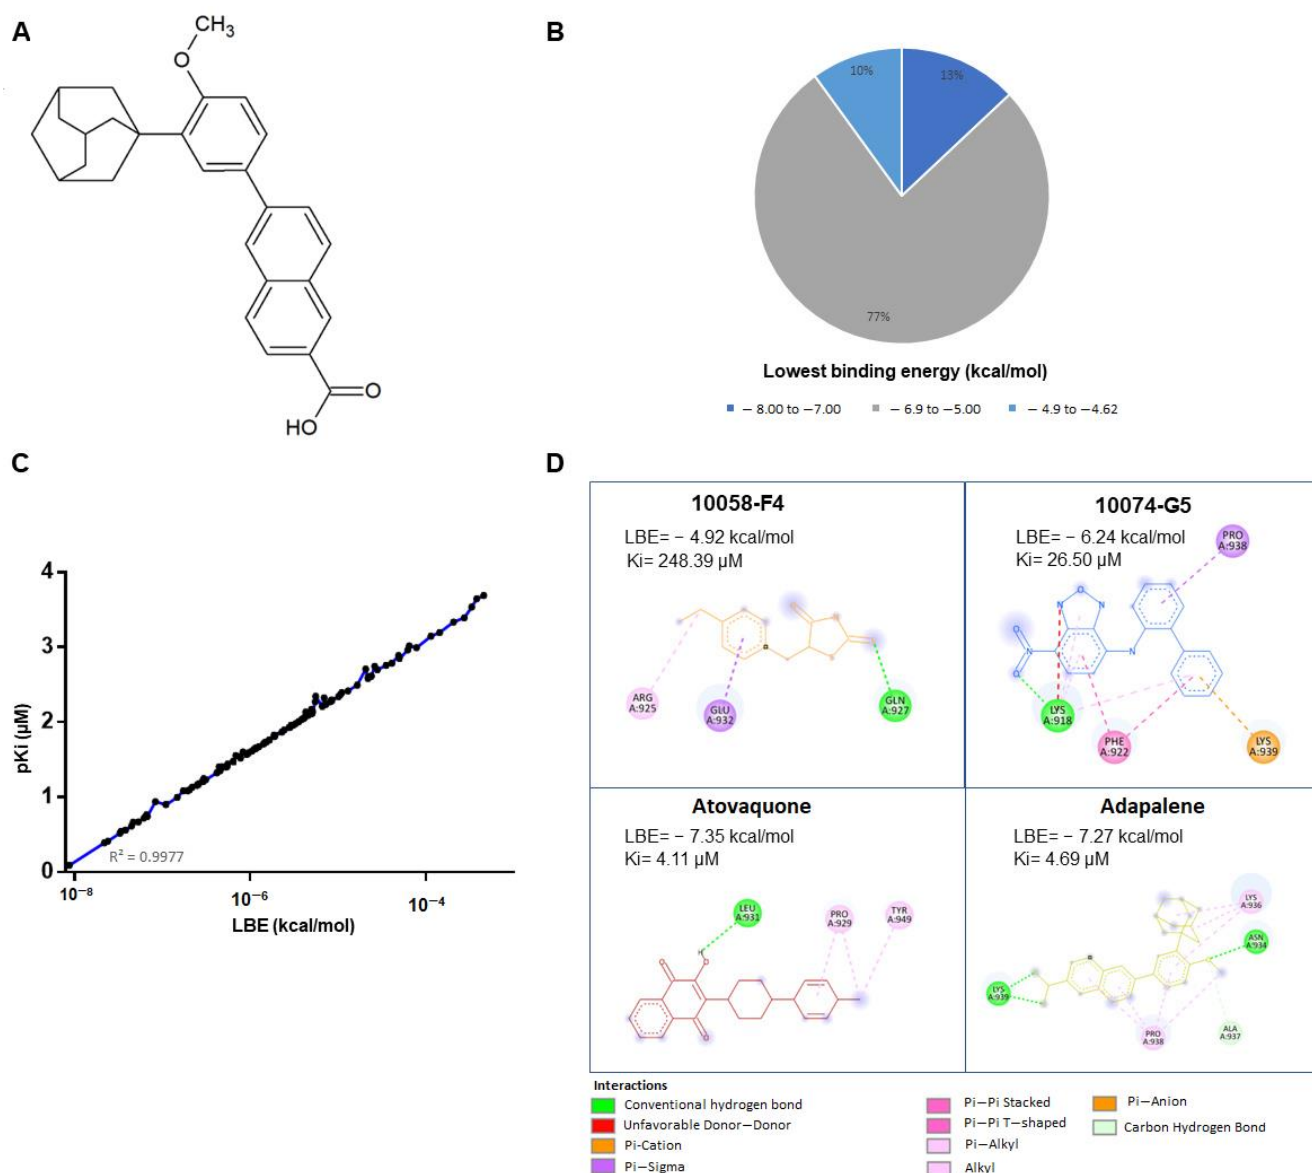 A
CH₃
O
O
HO
B
10%
13%
77%
Lowest binding energy (kcal/mol)
− 8.00 to −7.00
− 6.9 to −5.00
− 4.9 to −4.62
C
pKi (µM)
4
3
2
1
0
R² = 0.9977
10⁻⁸
10⁻⁶
10⁻⁴
LBE (kcal/mol)
D
10058-F4
LBE= − 4.92 kcal/mol
Ki= 248.39 µM
ARG
A:925
GLU
A:932
GLN
A:927
10074-G5
LBE= − 6.24 kcal/mol
Ki= 26.50 µM
PRO
A:938
N
O
N
O
N
O
N
LYS
A:918
PHE
A:922
LYS
A:939
Atovaquone
LBE= − 7.35 kcal/mol
Ki= 4.11 µM
LEU
A:931
PRO
A:929
TYR
A:949
H
O
O
O
Adapalene
LBE= − 7.27 kcal/mol
Ki= 4.69 µM
LYS
A:936
ASN
A:934
LYS
A:939
PRO
A:938
ALA
A:937
Interactions
Conventional hydrogen bond
Unfavorable Donor−Donor
Pi-Cation
Pi−Sigma
Pi−Pi Stacked
Pi−Pi T−shaped
Pi−Alkyl
Alkyl
Pi−Anion
Carbon Hydrogen Bond